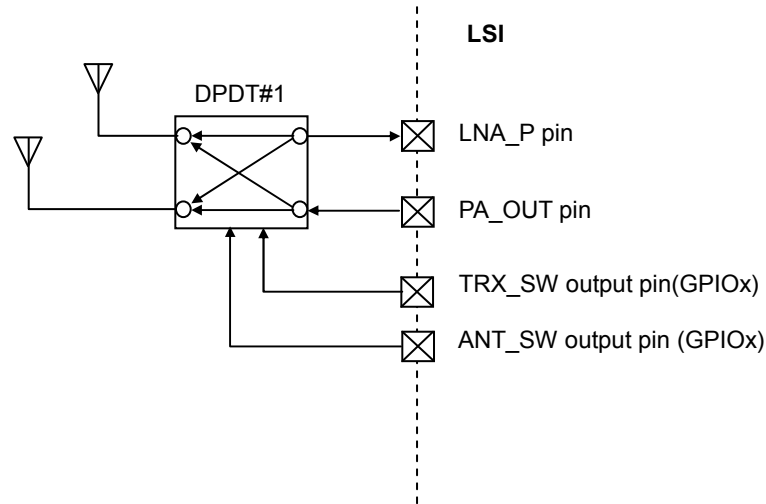 LSI
DPDT#1
LNA_P pin
PA_OUT pin
TRX_SW output pin(GPIOx)
ANT_SW output pin (GPIOx)